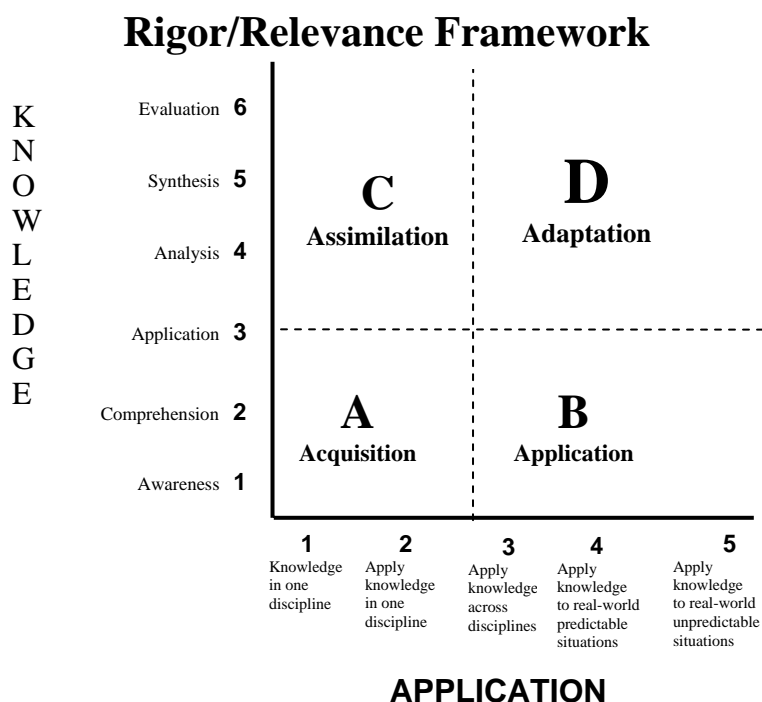 Rigor/Relevance Framework
KNOWLEDGE
Evaluation 6
Synthesis 5
Analysis 4
Application 3
Comprehension 2
Awareness 1
C
Assimilation
D
Adaptation
A
Acquisition
B
Application
1
Knowledge
in one
discipline
2
Apply
knowledge
in one
discipline
3
Apply
knowledge
across
disciplines
4
Apply
knowledge
to real-world
predictable
situations
5
Apply
knowledge
to real-world
unpredictable
situations
APPLICATION